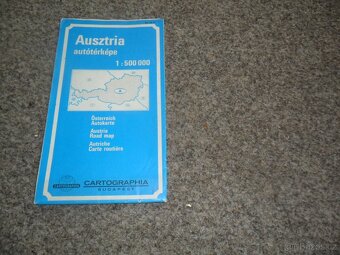 Ausztria
autótérképe
1:500 000
Österreich
Autokarte
Austria
Road map
Autriche
Carte routière
CARTOGRAPHIA
BUDAPEST